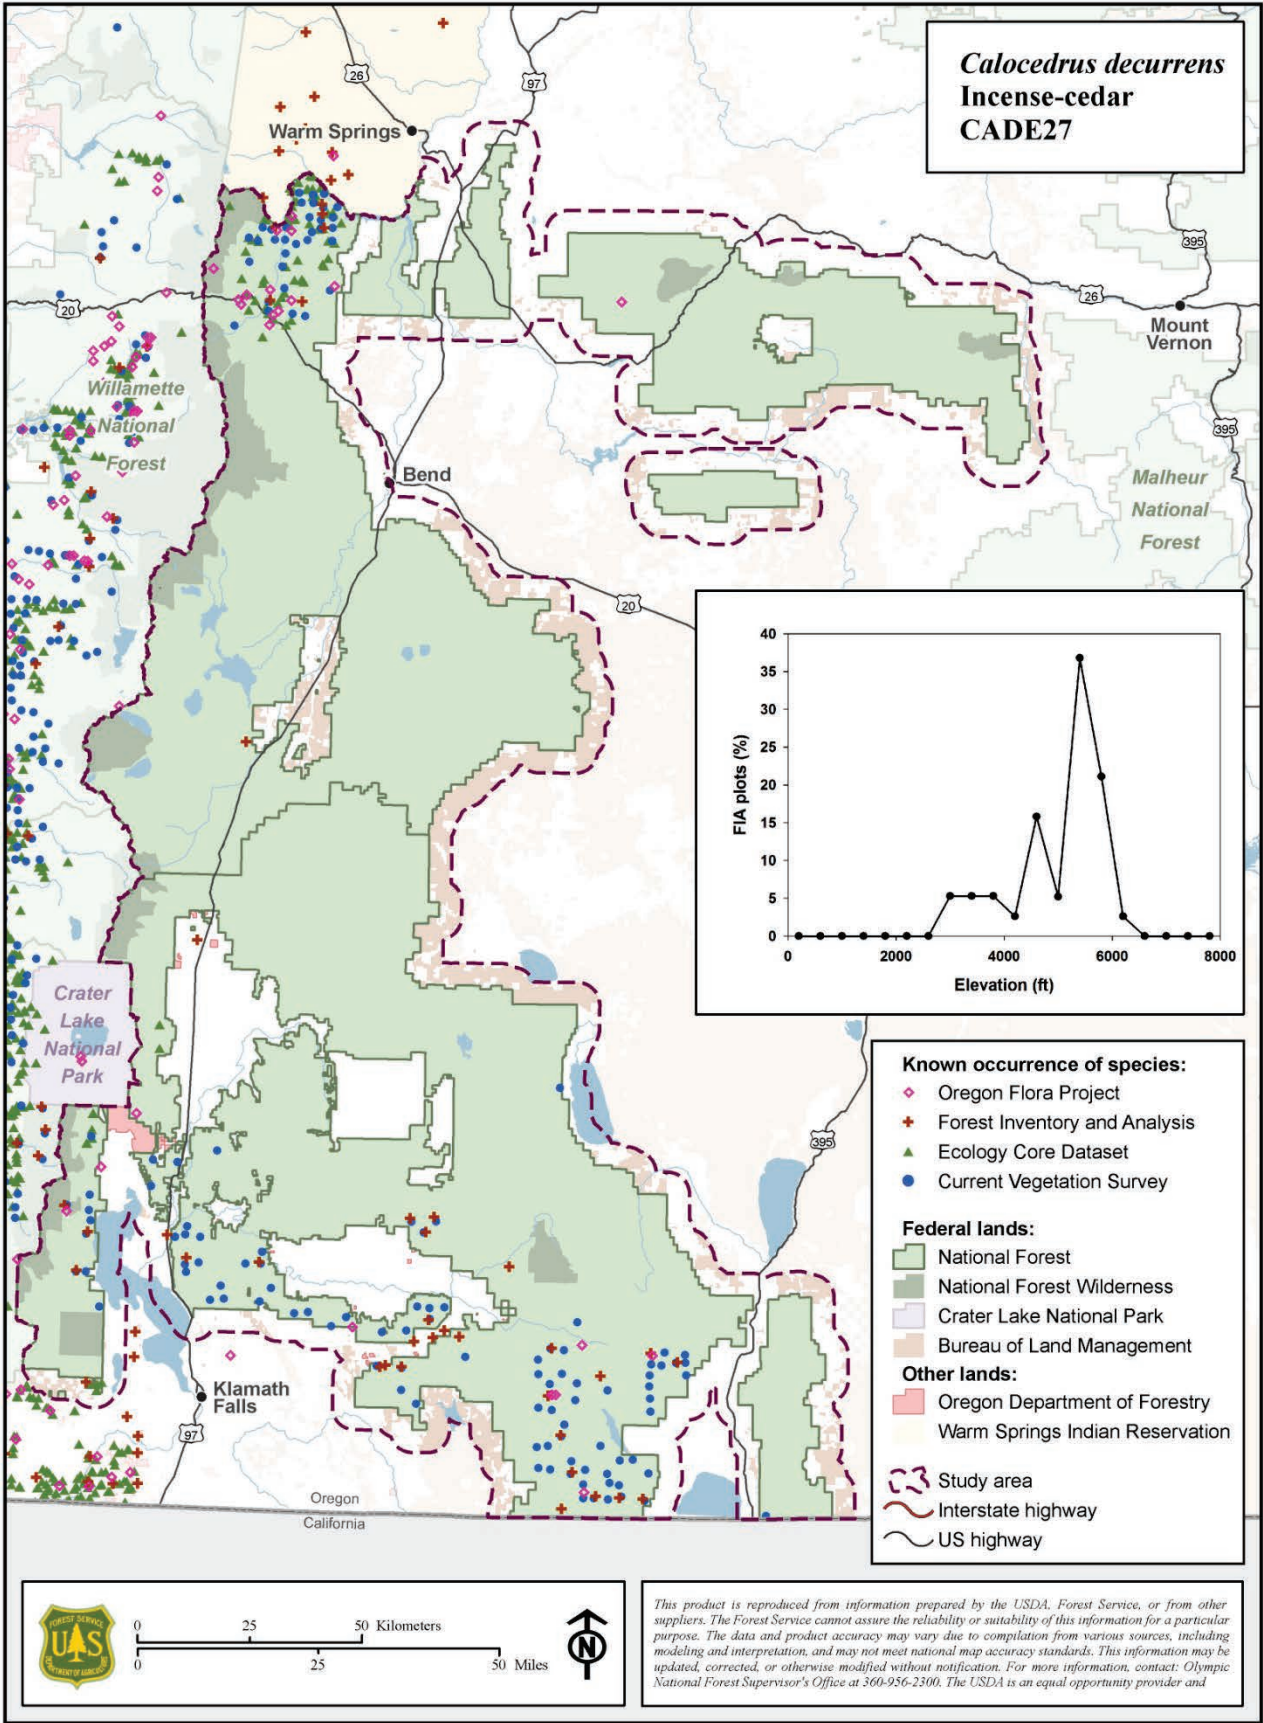 Calocedrus decurrens
Incense-cedar
CADE27
26
97
Warm Springs
395
26
20
Mount
Vernon
Willamette
National
Forest
395
Bend
Malheur
National
Forest
20
40
35
30
25
20
15
10
5
0
FIA plots (%)
0 2000 4000 6000 8000
Elevation (ft)
Crater
Lake
National
Park
395
Klamath
Falls
97
Oregon
California
Known occurrence of species:
Oregon Flora Project
Forest Inventory and Analysis
Ecology Core Dataset
Current Vegetation Survey
Federal lands:
National Forest
National Forest Wilderness
Crater Lake National Park
Bureau of Land Management
Other lands:
Oregon Department of Forestry
Warm Springs Indian Reservation
Study area
Interstate highway
US highway
FOREST SERVICE
U S
DEPARTMENT OF AGRICULTURE
0 25 50 Kilometers
0 25 50 Miles
N
This product is reproduced from information prepared by the USDA, Forest Service, or from other
suppliers. The Forest Service cannot assure the reliability or suitability of this information for a particular
purpose. The data and product accuracy may vary due to compilation from various sources, including
modeling and interpretation, and may not meet national map accuracy standards. This information may be
updated, corrected, or otherwise modified without notification. For more information, contact: Olympic
National Forest Supervisor's Office at 360-956-2300. The USDA is an equal opportunity provider and